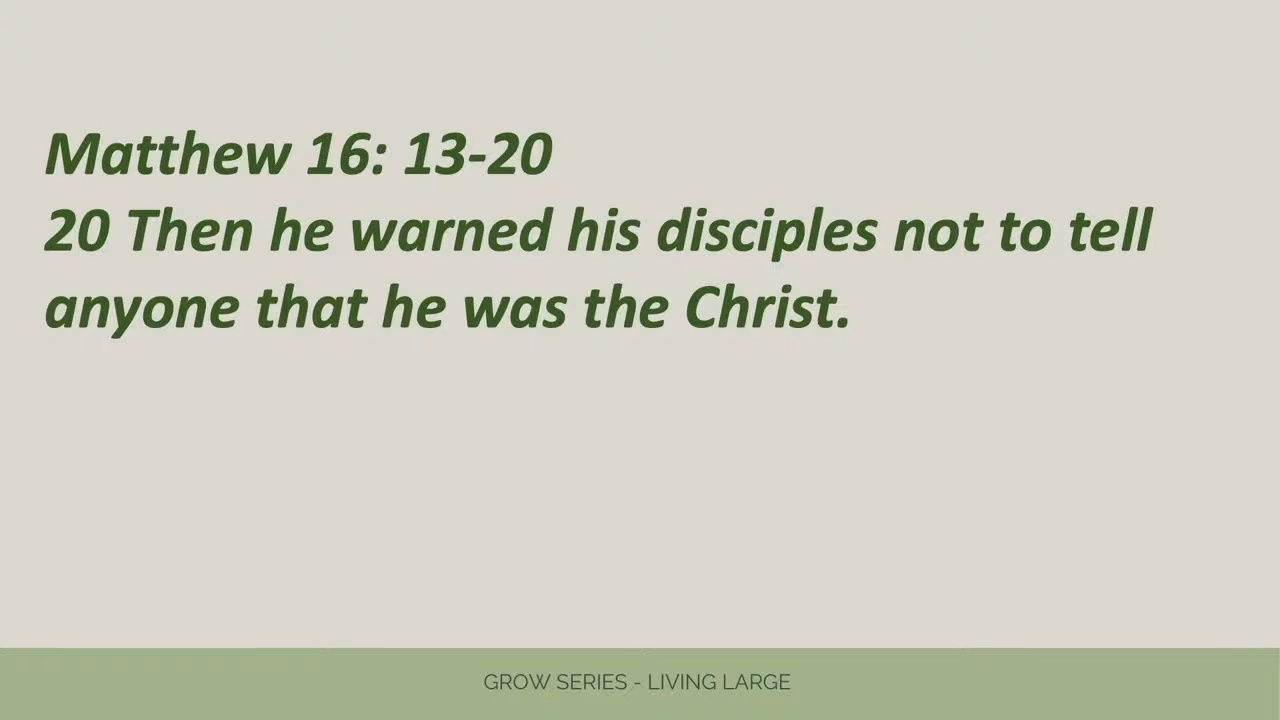 Matthew 16: 13-20
20 Then he warned his disciples not to tell
anyone that he was the Christ.
GROW SERIES - LIVING LARGE